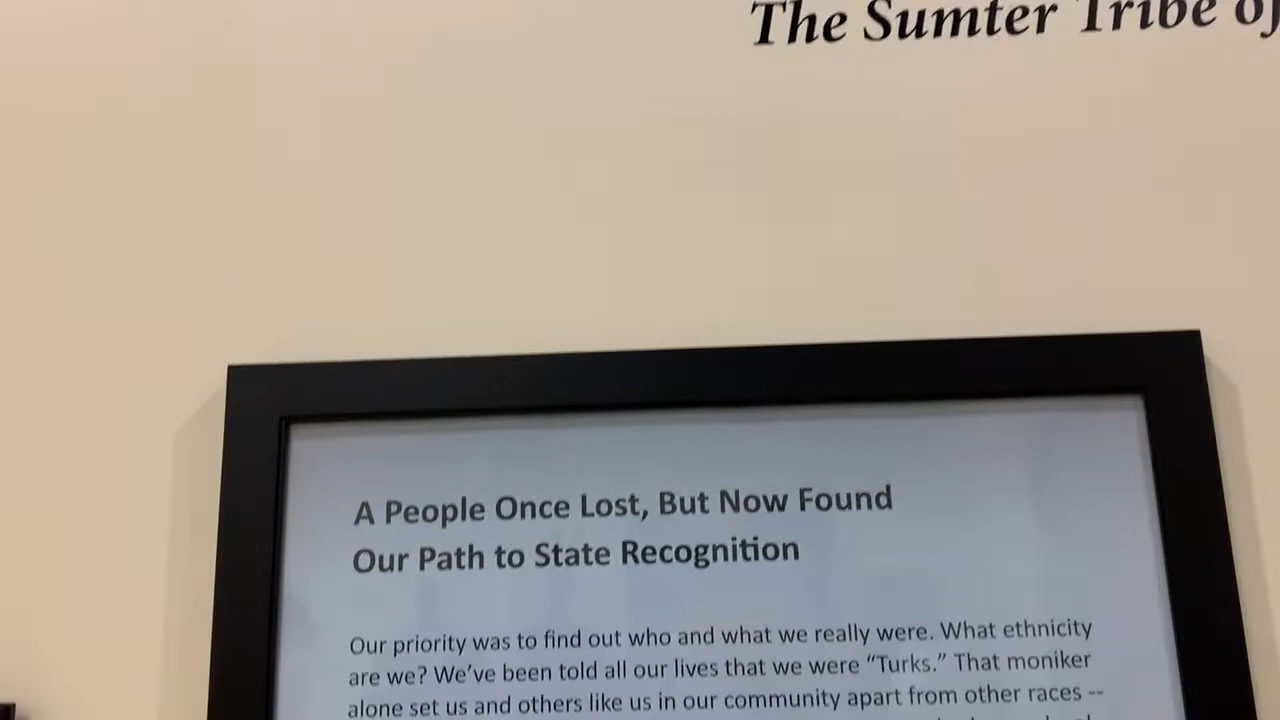 The Sumter Tribe of
A People Once Lost, But Now Found
Our Path to State Recognition
Our priority was to find out who and what we really were. What ethnicity
are we? We’ve been told all our lives that we were “Turks.” That moniker
alone set us and others like us in our community apart from other races --